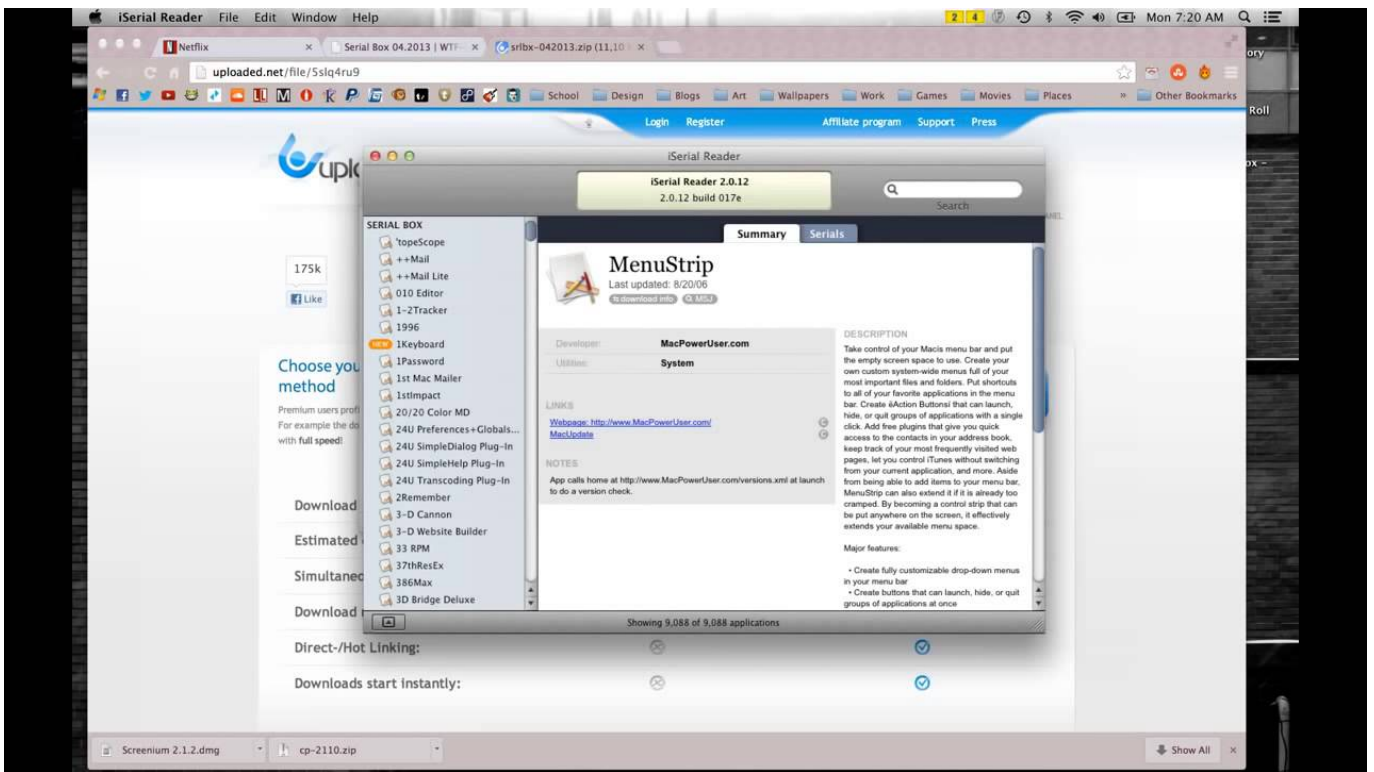 iSerial Reader File Edit Window Help
2 4 Mon 7:20 AM
Netflix × Serial Box 04.2013 | WTF × srlbx-042013.zip (11,10 ×
uploaded.net/file/5slq4ru9
School Design Blogs Art Wallpapers Work Games Movies Places » Other Bookmarks
ory
Roll
ox –
Login Register Affiliate program Support Press
uplo
175k
Like
Choose you
method
Premium users profi
For example the do
with full speed!
Download
Estimated
Simultaneo
Download
Direct-/Hot Linking:
Downloads start instantly:
iSerial Reader
iSerial Reader 2.0.12
2.0.12 build 017e
Search
SERIAL BOX
'topeScope
++Mail
++Mail Lite
010 Editor
1-2Tracker
1996
NEW 1Keyboard
1Password
1st Mac Mailer
1stImpact
20/20 Color MD
24U Preferences+Globals...
24U SimpleDialog Plug-In
24U SimpleHelp Plug-In
24U Transcoding Plug-In
2Remember
3-D Cannon
3-D Website Builder
33 RPM
37thResEx
386Max
3D Bridge Deluxe
Summary Serials
MenuStrip
Last updated: 8/20/06
download info MSJ
Developer: MacPowerUser.com
Utilities: System
LINKS
Webpage: http://www.MacPowerUser.com/
MacUpdate
NOTES
App calls home at http://www.MacPowerUser.com/versions.xml at launch
to do a version check.
DESCRIPTION
Take control of your Macis menu bar and put
the empty screen space to use. Create your
own custom system-wide menus full of your
most important files and folders. Put shortcuts
to all of your favorite applications in the menu
bar. Create ëAction Buttonsí that can launch,
hide, or quit groups of applications with a single
click. Add free plugins that give you quick
access to the contacts in your address book,
keep track of your most frequently visited web
pages, let you control iTunes without switching
from your current application, and more. Aside
from being able to add items to your menu bar,
MenuStrip can also extend it if it is already too
cramped. By becoming a control strip that can
be put anywhere on the screen, it effectively
extends your available menu space.
Major features:
• Create fully customizable drop-down menus
in your menu bar
• Create buttons that can launch, hide, or quit
groups of applications at once
Showing 9,088 of 9,088 applications
Screenium 2.1.2.dmg cp-2110.zip Show All ×